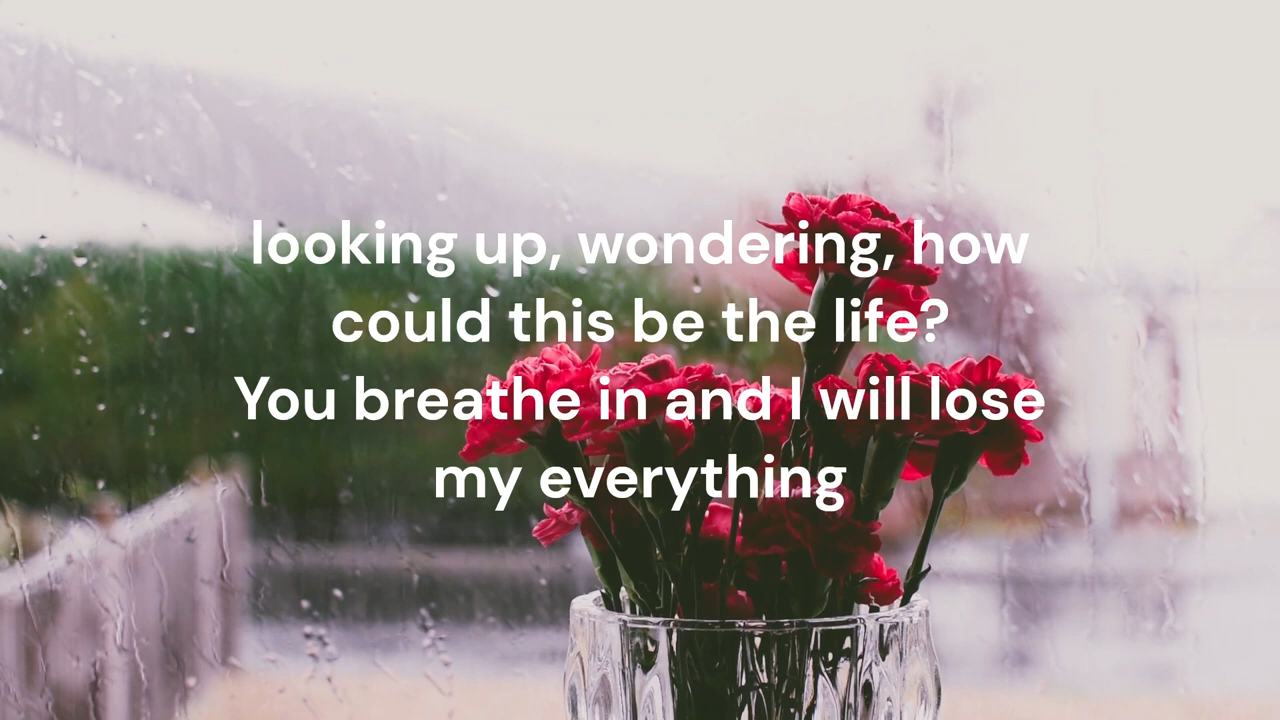 looking up, wondering, how
could this be the life?
You breathe in and I will lose
my everything